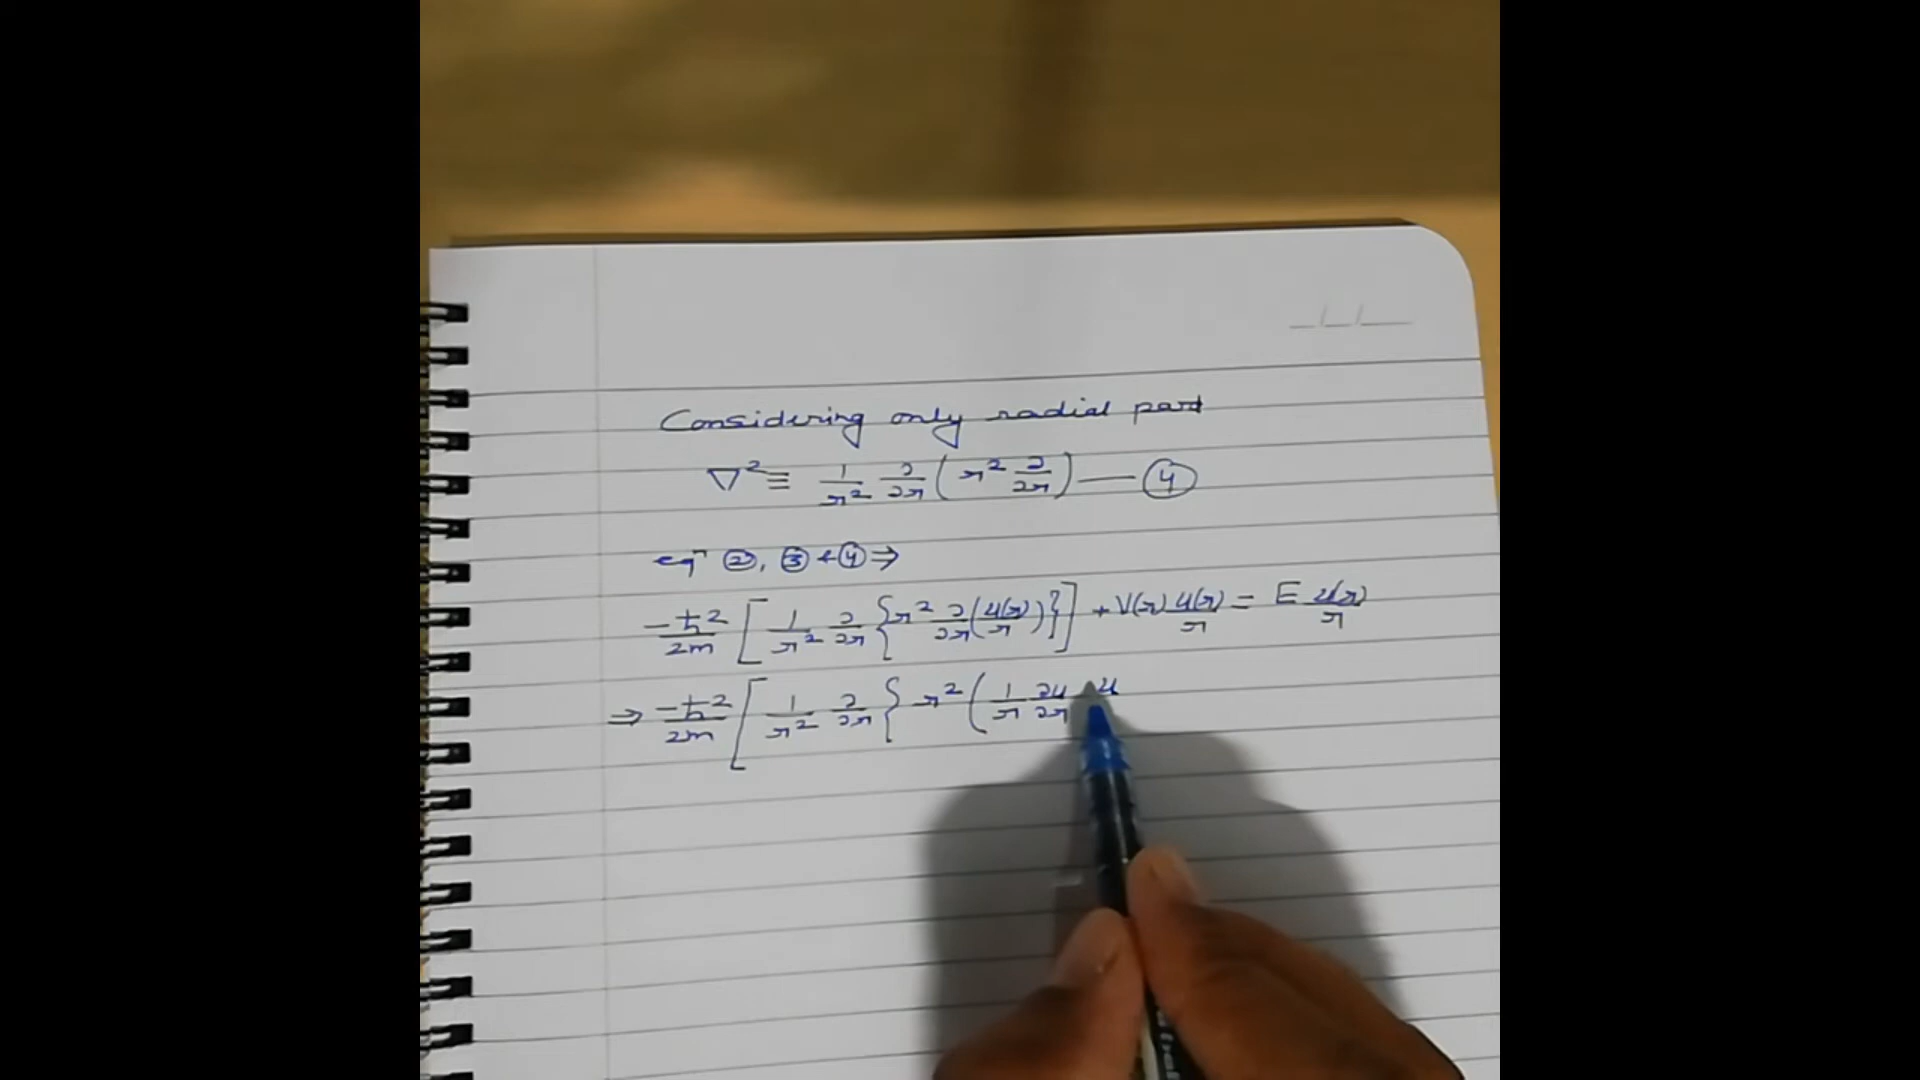 _/_/_
Considering only radial part
∇² ≡ 1/r² ∂/∂r ( r² ∂/∂r ) — ④
eqⁿ ②, ③ + ④ ⇒
-ℏ²/2m [ 1/r² ∂/∂r { r² ∂/∂r ( u(r)/r ) } ] + V(r) u(r)/r = E u(r)/r
⇒ -ℏ²/2m [ 1/r² ∂/∂r { r² ( 1/r ∂u/∂r - u